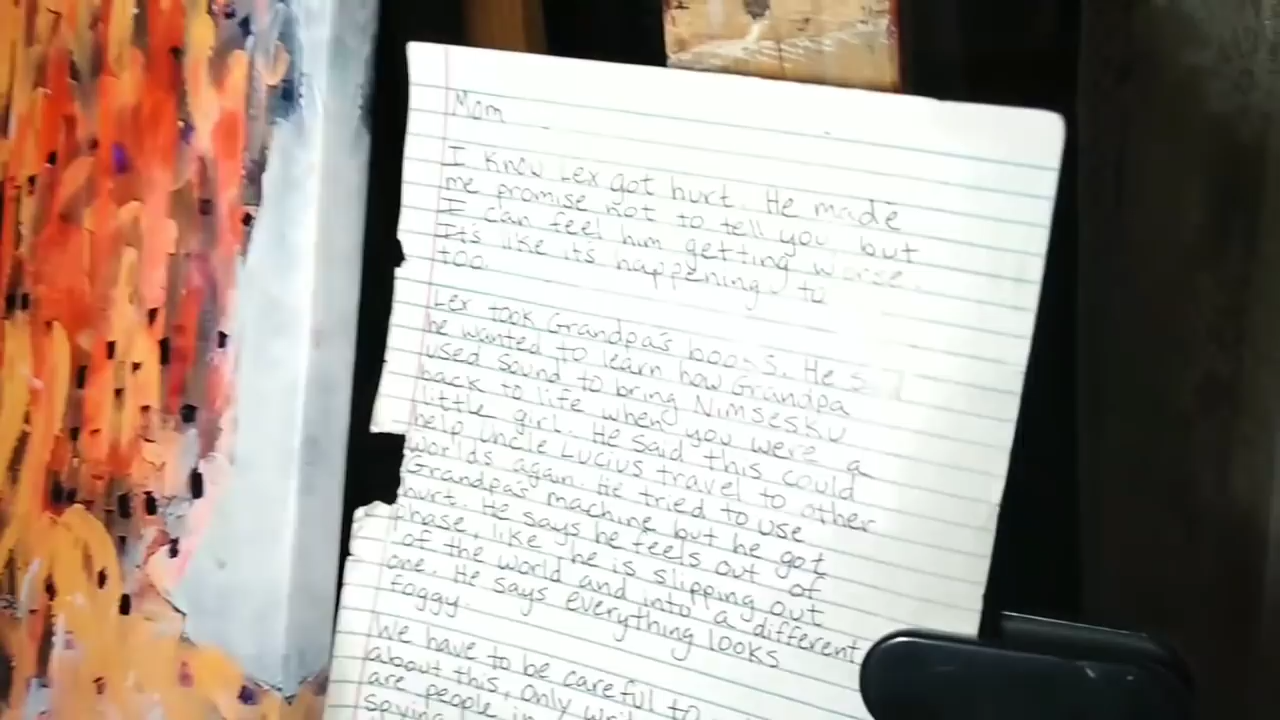 Mom
I know Lex got hurt. He made
me promise not to tell you but
I can feel him getting worse.
It's like it's happening to
too.
Lex took Grandpa's books. He s
he wanted to learn how Grandpa
used sound to bring Nimsesku
back to life when you were a
little girl. He said this could
help Uncle Lucius travel to other
worlds again. He tried to use
Grandpa's machine but he got
hurt. He says he feels out of
phase, like he is slipping out
of the world and into a different
one. He says everything looks
foggy.
We have to be careful to
about this, only
are people in
spying